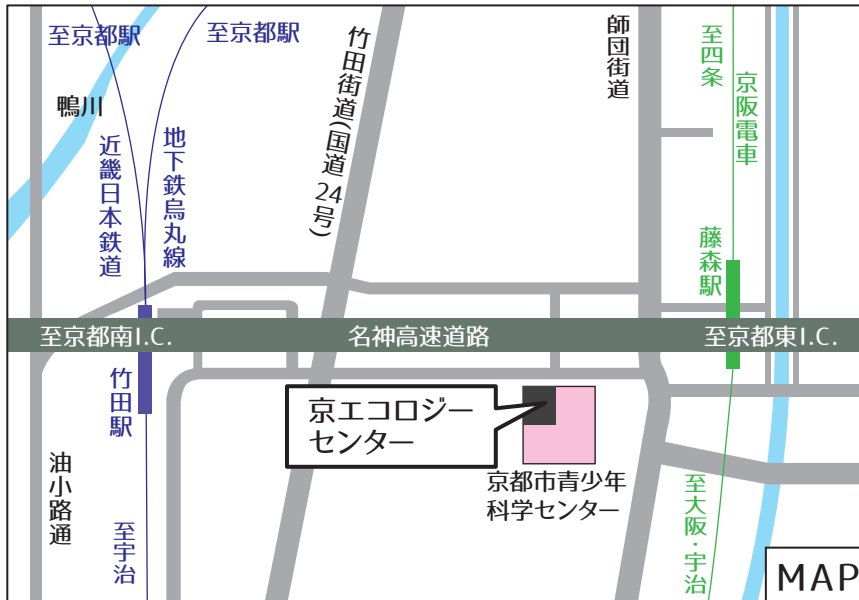 至京都駅
至京都駅
鴨川
近畿日本鉄道
地下鉄烏丸線
竹田街道(国道24号)
師団街道
至四条
京阪電車
藤森駅
至京都南I.C.
名神高速道路
至京都東I.C.
竹田駅
京エコロジー
センター
油小路通
京都市青少年
科学センター
至宇治
至大阪・宇治
MAP